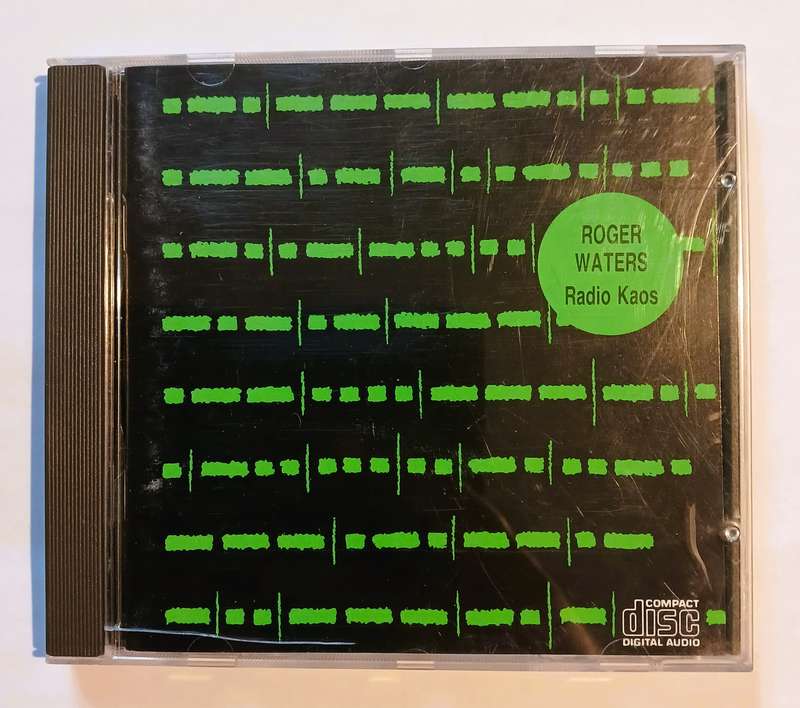 ROGER
WATERS
Radio Kaos
COMPACT
disc
DIGITAL AUDIO